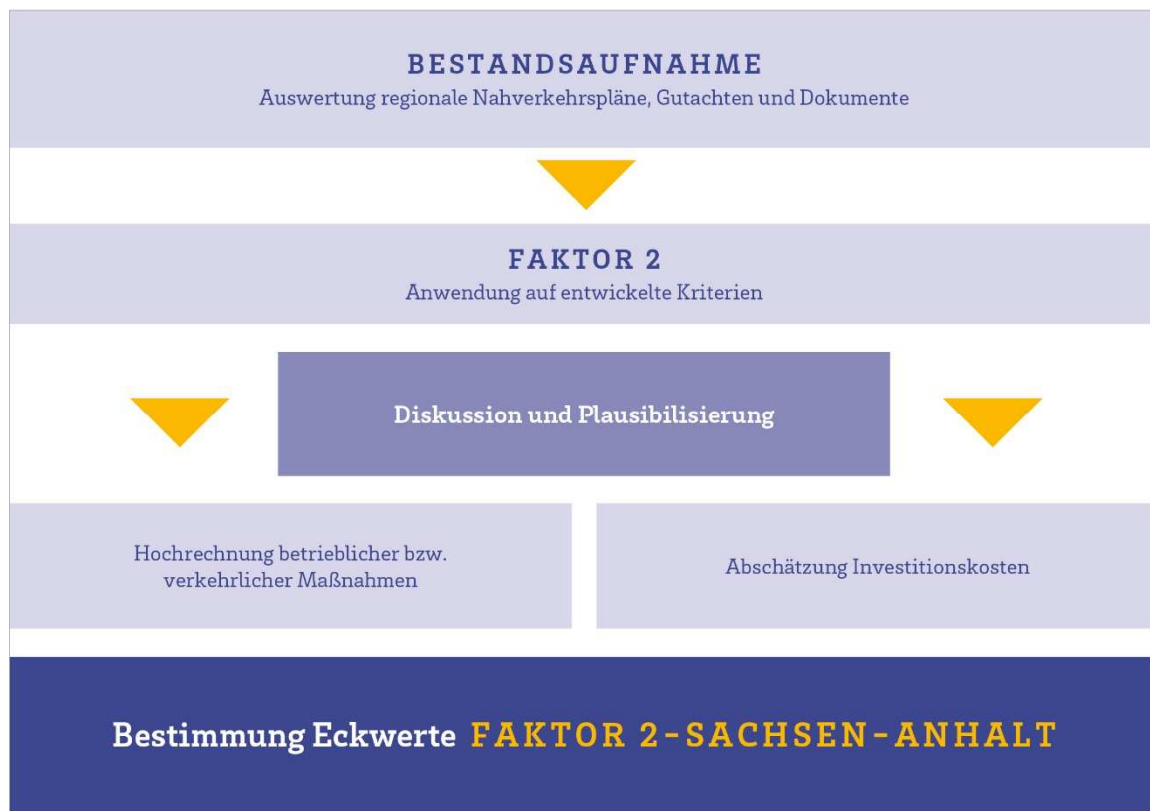 BESTANDSAUFNAHME
Auswertung regionale Nahverkehrspläne, Gutachten und Dokumente
FAKTOR 2
Anwendung auf entwickelte Kriterien
Diskussion und Plausibilisierung
Hochrechnung betrieblicher bzw.
verkehrlicher Maßnahmen
Abschätzung Investitionskosten
Bestimmung Eckwerte FAKTOR 2-SACHSEN-ANHALT